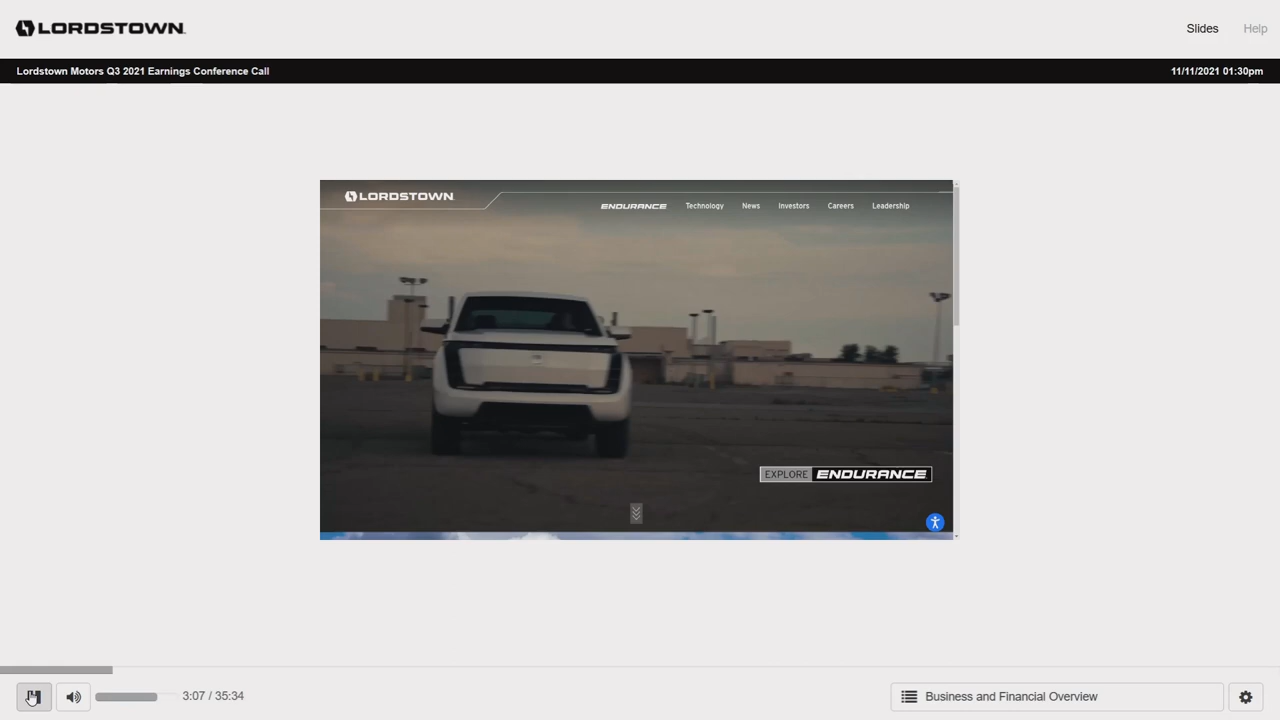 LORDSTOWN
Slides Help
Lordstown Motors Q3 2021 Earnings Conference Call 11/11/2021 01:30pm
LORDSTOWN
ENDURANCE Technology News Investors Careers Leadership
EXPLORE ENDURANCE
3:07 / 35:34 Business and Financial Overview